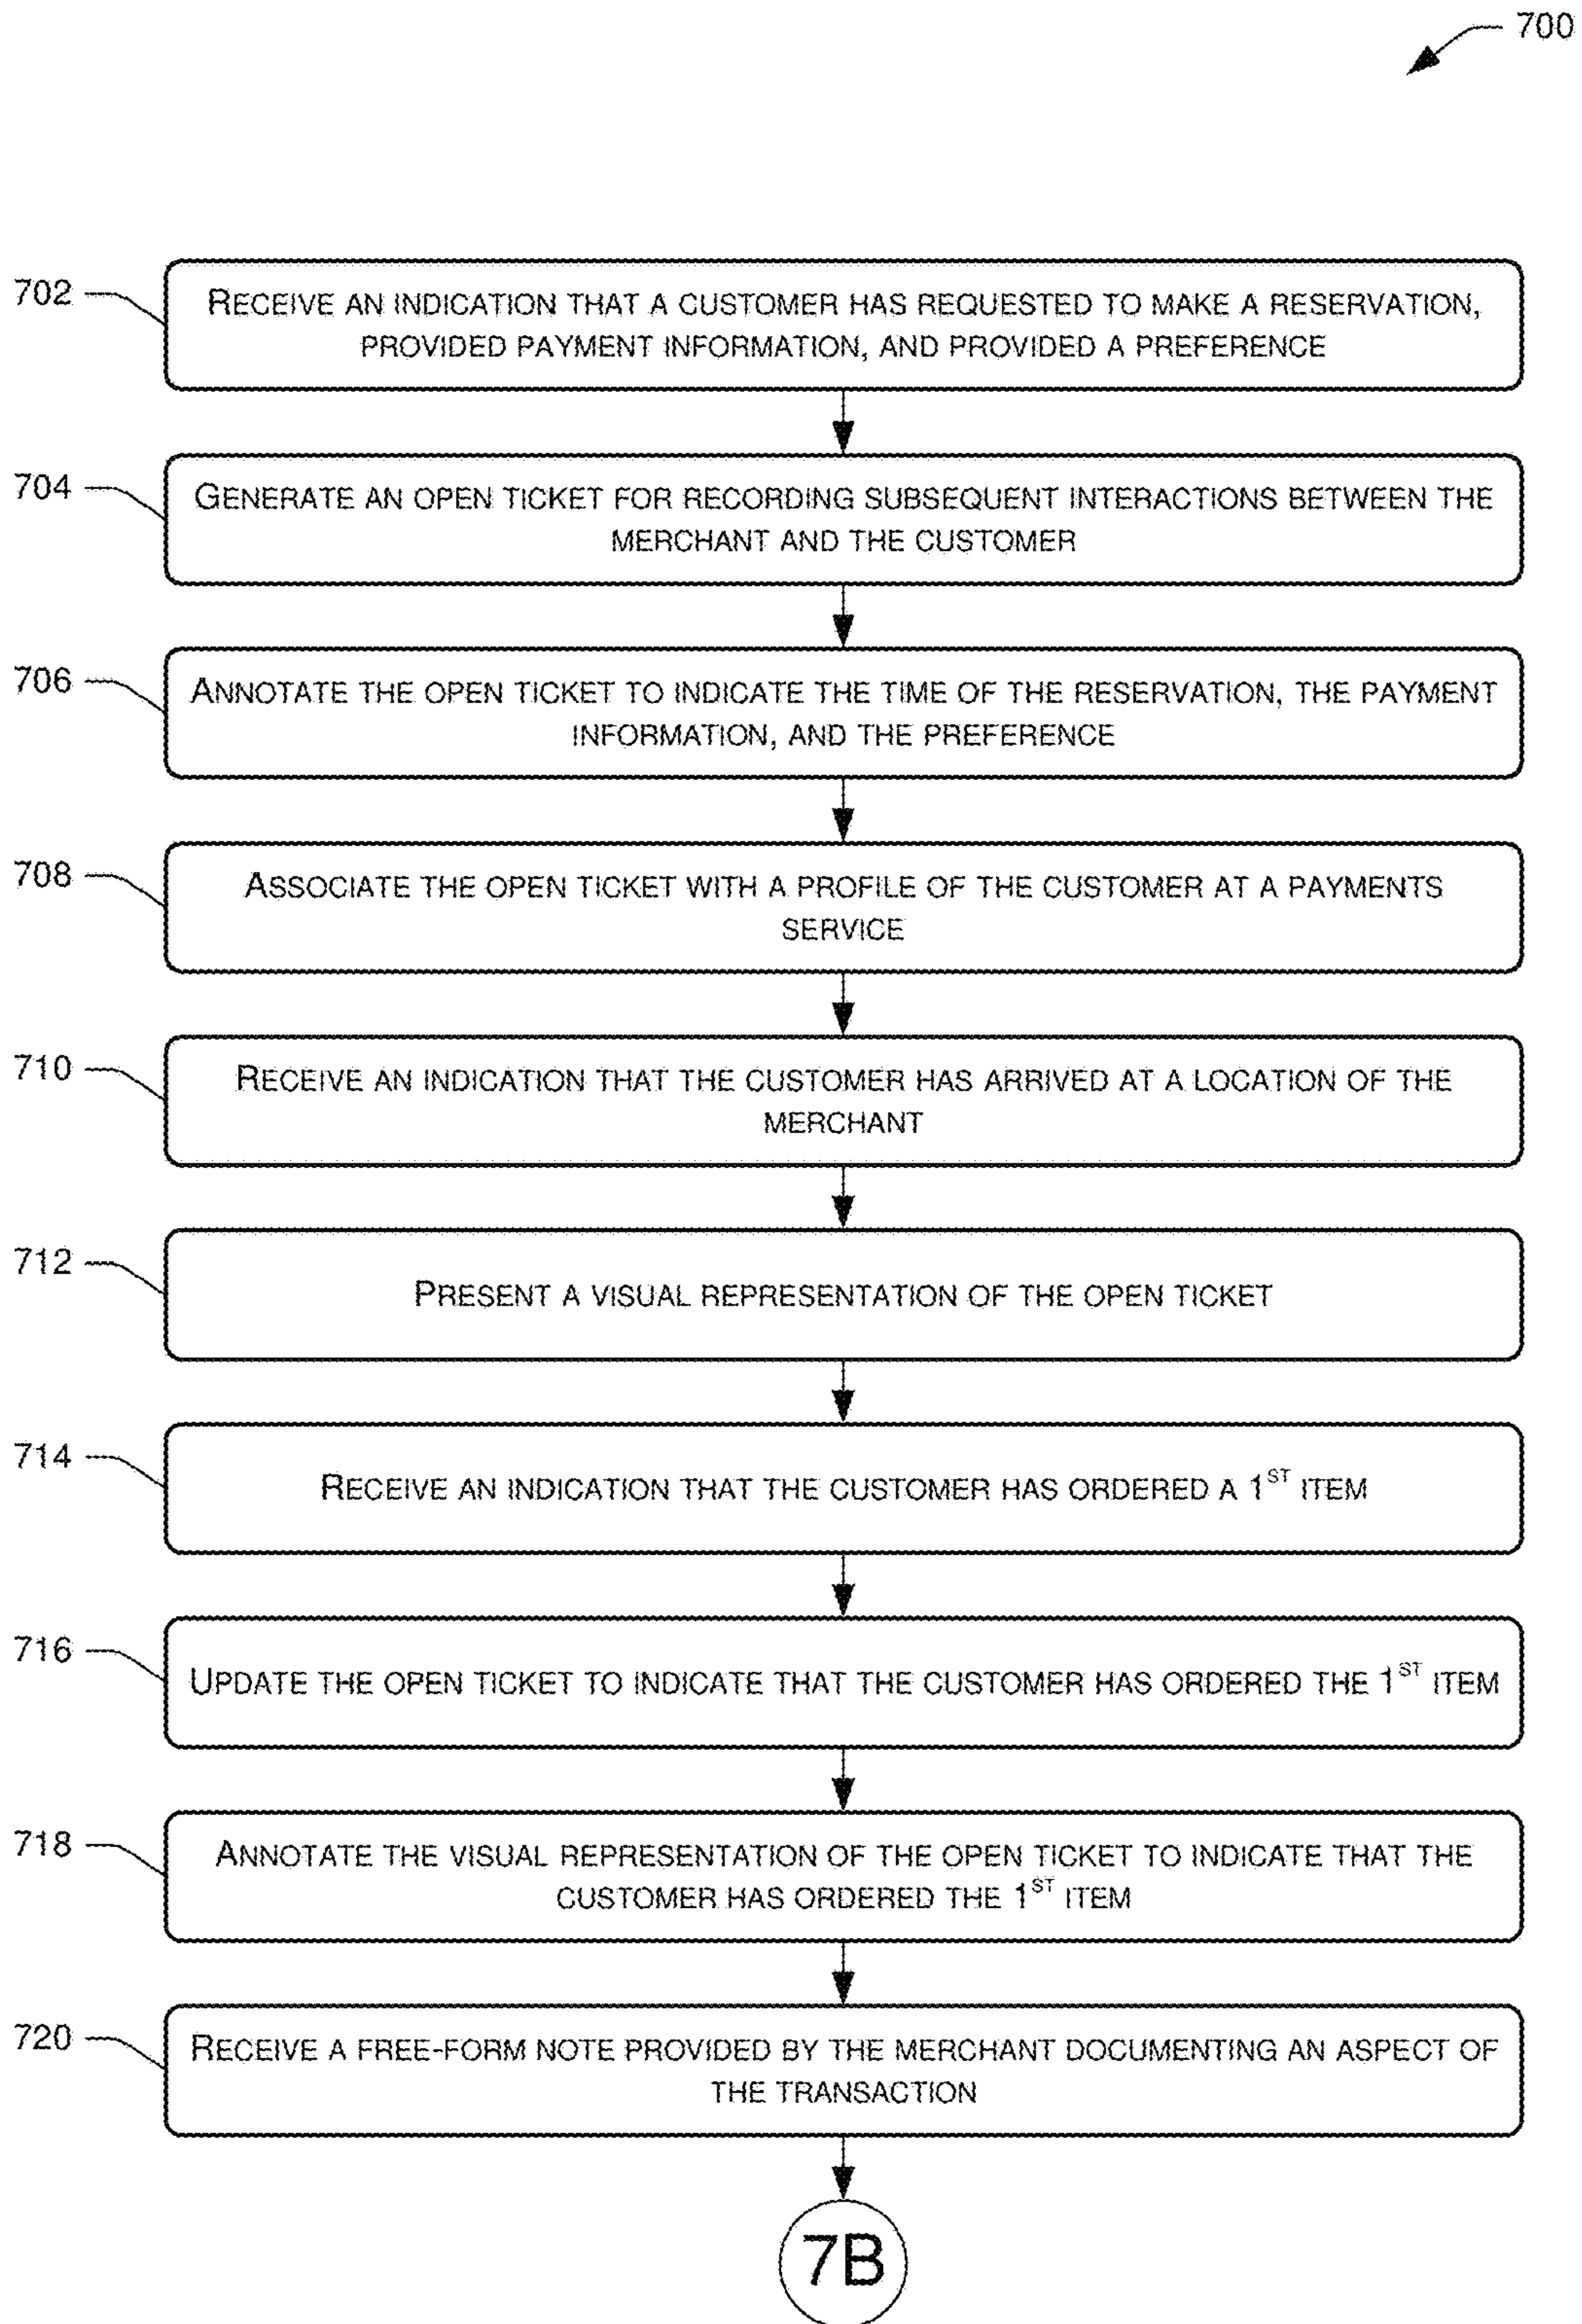 700
702
RECEIVE AN INDICATION THAT A CUSTOMER HAS REQUESTED TO MAKE A RESERVATION,
PROVIDED PAYMENT INFORMATION, AND PROVIDED A PREFERENCE
704
GENERATE AN OPEN TICKET FOR RECORDING SUBSEQUENT INTERACTIONS BETWEEN THE
MERCHANT AND THE CUSTOMER
706
ANNOTATE THE OPEN TICKET TO INDICATE THE TIME OF THE RESERVATION, THE PAYMENT
INFORMATION, AND THE PREFERENCE
708
ASSOCIATE THE OPEN TICKET WITH A PROFILE OF THE CUSTOMER AT A PAYMENTS
SERVICE
710
RECEIVE AN INDICATION THAT THE CUSTOMER HAS ARRIVED AT A LOCATION OF THE
MERCHANT
712
PRESENT A VISUAL REPRESENTATION OF THE OPEN TICKET
714
RECEIVE AN INDICATION THAT THE CUSTOMER HAS ORDERED A 1ST ITEM
716
UPDATE THE OPEN TICKET TO INDICATE THAT THE CUSTOMER HAS ORDERED THE 1ST ITEM
718
ANNOTATE THE VISUAL REPRESENTATION OF THE OPEN TICKET TO INDICATE THAT THE
CUSTOMER HAS ORDERED THE 1ST ITEM
720
RECEIVE A FREE-FORM NOTE PROVIDED BY THE MERCHANT DOCUMENTING AN ASPECT OF
THE TRANSACTION
7B